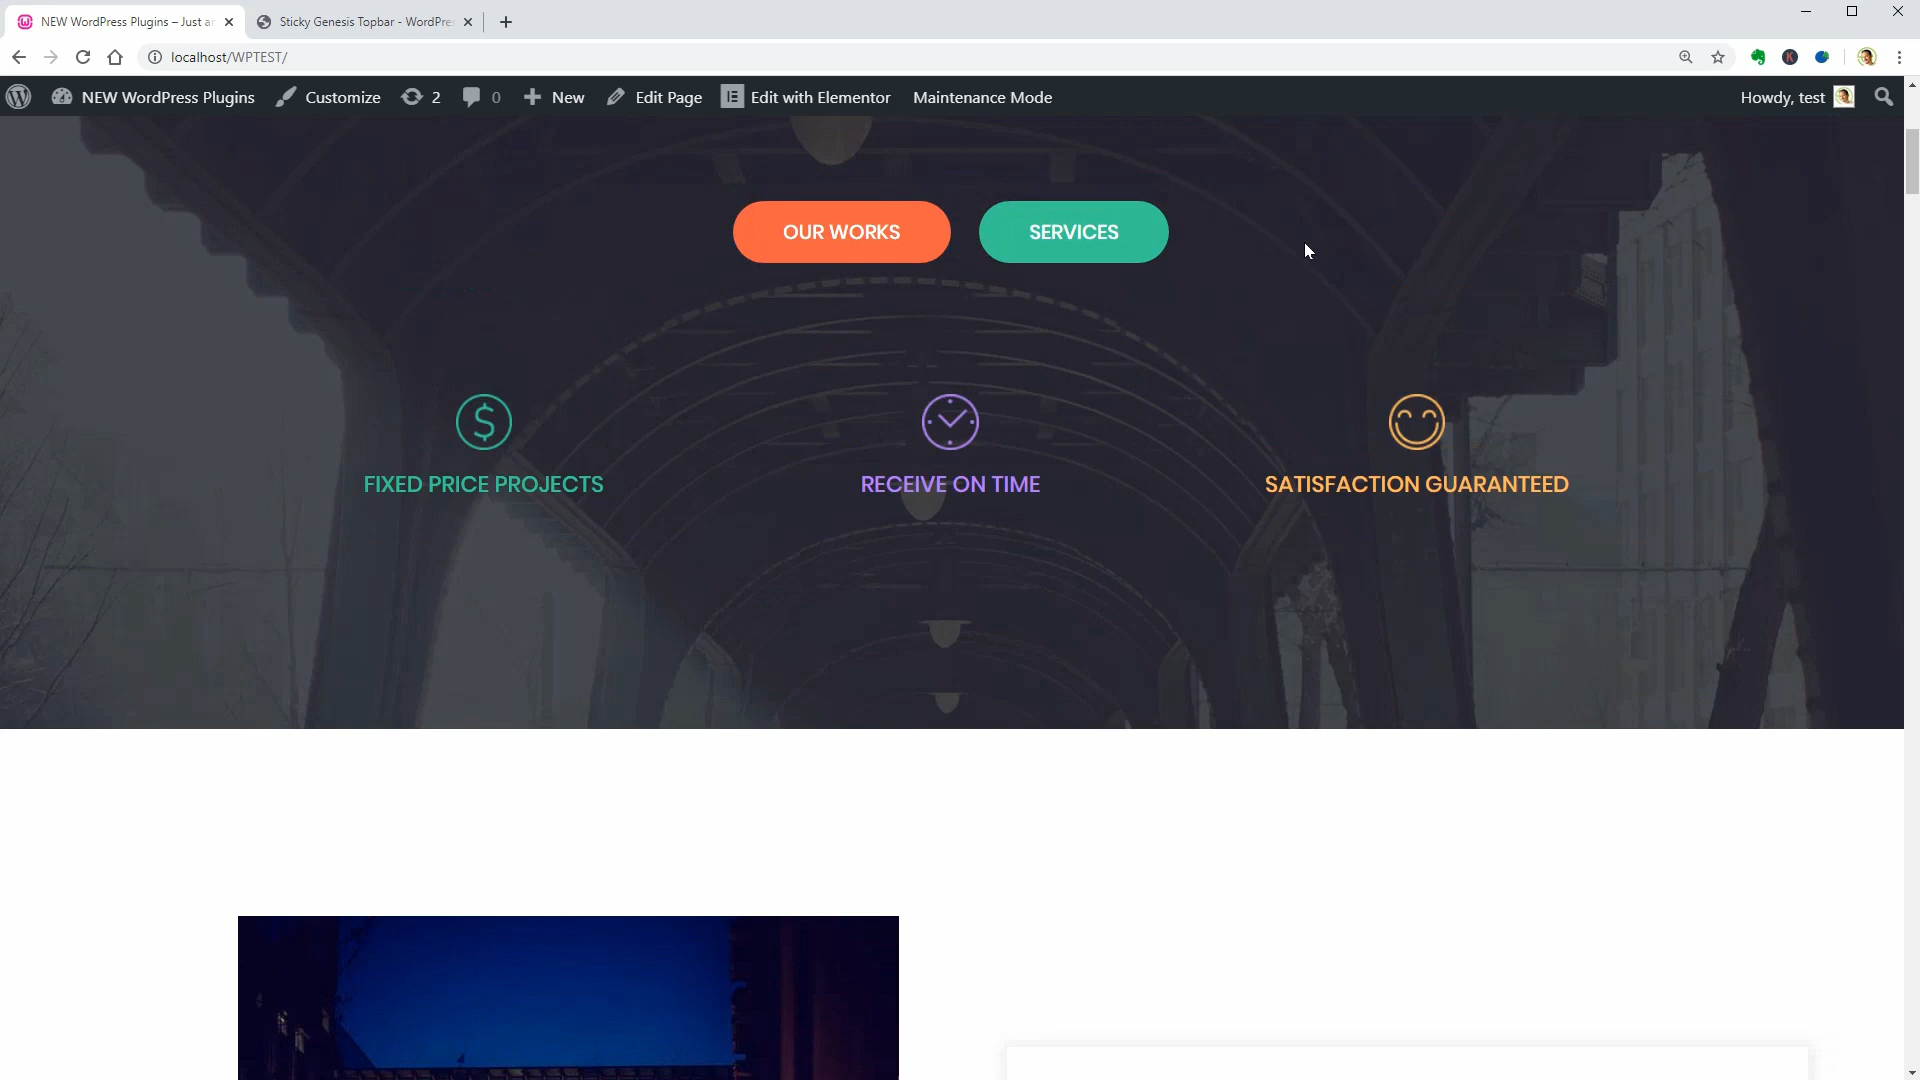 NEW WordPress Plugins – Just an
Sticky Genesis Topbar - WordPre
localhost/WPTEST/
NEW WordPress Plugins
Customize
2
0
New
Edit Page
Edit with Elementor
Maintenance Mode
Howdy, test
OUR WORKS
SERVICES
FIXED PRICE PROJECTS
RECEIVE ON TIME
SATISFACTION GUARANTEED